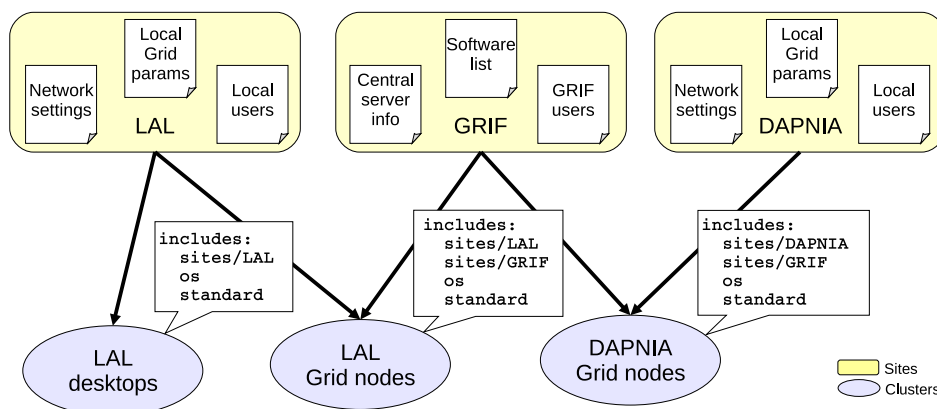 Local
Grid
params
Network
settings
Local
users
LAL
Software
list
Central
server
info
GRIF
users
GRIF
Local
Grid
params
Network
settings
Local
users
DAPNIA
includes:
sites/LAL
os
standard
includes:
sites/LAL
sites/GRIF
os
standard
includes:
sites/DAPNIA
sites/GRIF
os
standard
LAL
desktops
LAL
Grid nodes
DAPNIA
Grid nodes
Sites
Clusters